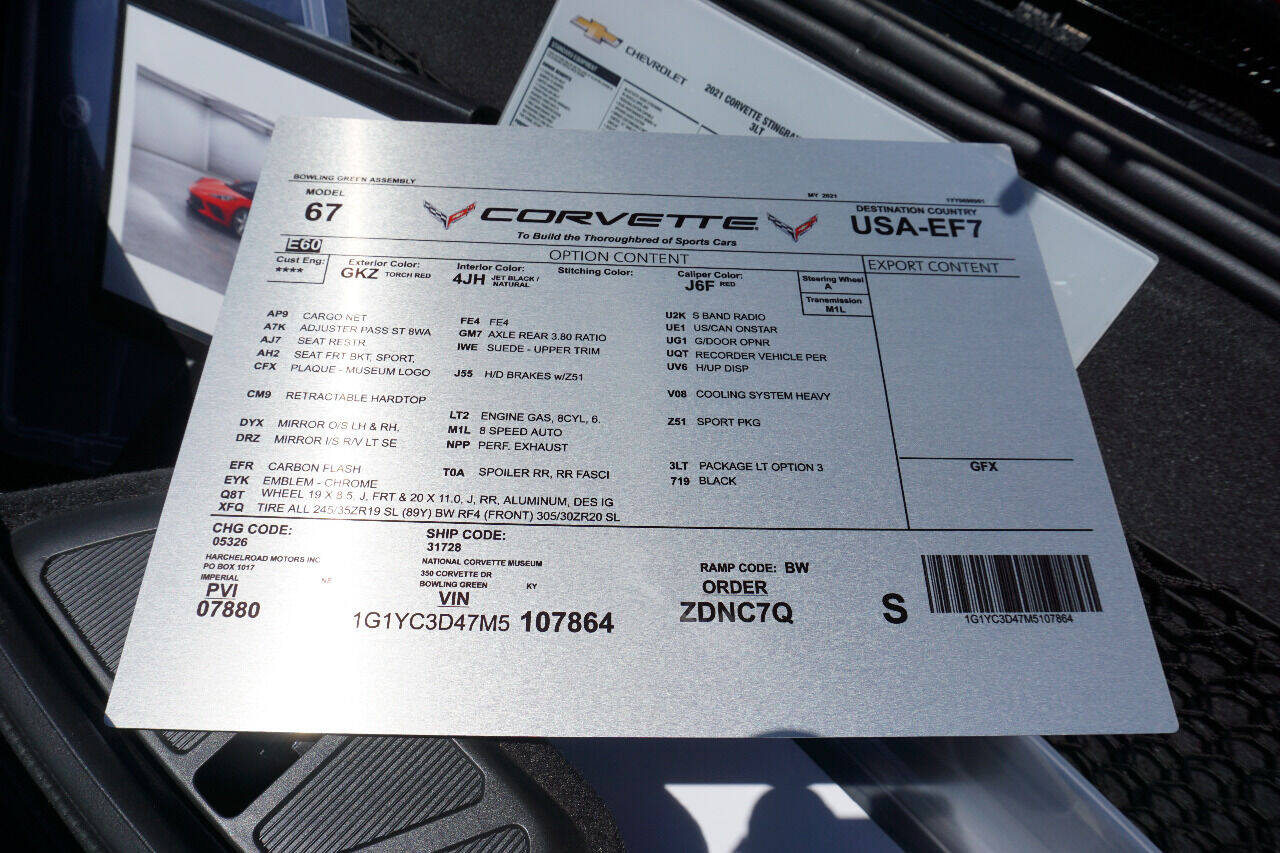 CHEVROLET
2021 CORVETTE STINGRA
3LT
BOWLING GREEN ASSEMBLY
MY 2021
MODEL
67
CORVETTE
To Build the Thoroughbred of Sports Cars
DESTINATION COUNTRY
USA-EF7
E60
OPTION CONTENT
EXPORT CONTENT
Cust Eng:
****
Exterior Color:
GKZ TORCH RED
Interior Color:
4JH JET BLACK /
NATURAL
Stitching Color:
Caliper Color:
J6F RED
Steering Wheel
A
Transmission
M1L
AP9 CARGO NET
A7K ADJUSTER PASS ST 8WA
AJ7 SEAT RESTR
AH2 SEAT FRT BKT, SPORT,
CFX PLAQUE - MUSEUM LOGO
CM9 RETRACTABLE HARDTOP
DYX MIRROR O/S LH & RH,
DRZ MIRROR I/S R/V LT SE
EFR CARBON FLASH
EYK EMBLEM - CHROME
Q8T WHEEL 19 X 8.5, J, FRT & 20 X 11.0, J, RR, ALUMINUM, DES IG
XFQ TIRE ALL 245/35ZR19 SL (89Y) BW RF4 (FRONT) 305/30ZR20 SL
FE4 FE4
GM7 AXLE REAR 3.80 RATIO
IWE SUEDE - UPPER TRIM
J55 H/D BRAKES w/Z51
LT2 ENGINE GAS, 8CYL, 6.
M1L 8 SPEED AUTO
NPP PERF. EXHAUST
T0A SPOILER RR, RR FASCI
U2K S BAND RADIO
UE1 US/CAN ONSTAR
UG1 G/DOOR OPNR
UQT RECORDER VEHICLE PER
UV6 H/UP DISP
V08 COOLING SYSTEM HEAVY
Z51 SPORT PKG
3LT PACKAGE LT OPTION 3
719 BLACK
GFX
CHG CODE:
05326
HARCHELROAD MOTORS INC
PO BOX 1017
IMPERIAL NE
PVI
07880
SHIP CODE:
31728
NATIONAL CORVETTE MUSEUM
350 CORVETTE DR
BOWLING GREEN KY
VIN
1G1YC3D47M5 107864
RAMP CODE: BW
ORDER
ZDNC7Q
S
1G1YC3D47M5107864